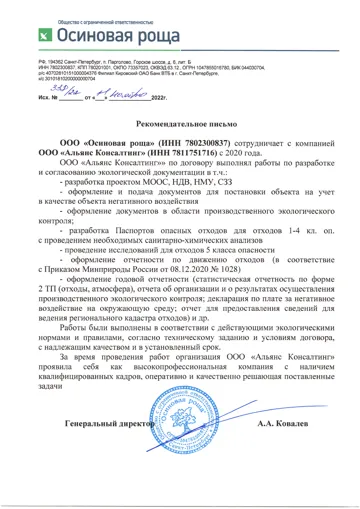 Общество с ограниченной ответственностью
Осиновая роща
РФ, 194362 Санкт-Петербург, п. Парголово, Горское шоссе, д. 6, лит. Б
ИНН 7802300837, КПП 780201001, ОКПО 73387023, ОКВЭД 63.12, ОГРН 1047855016780, БИК 044030704,
р/с 40702810151000004376 Филиал Кировский ОАО Банк ВТБ в г. Санкт-Петербурге,
к/с 30101810200000000704
Исх. № от « » 2022г.
Рекомендательное письмо
ООО «Осиновая роща» (ИНН 7802300837) сотрудничает с компанией
ООО «Альянс Консалтинг» (ИНН 7811751716) с 2020 года.
ООО «Альянс Консалтинг»» по договору выполнял работы по разработке
и согласованию экологической документации в т.ч.:
- разработка проектом МООС, НДВ, НМУ, СЗЗ
- оформление и подача документов для постановки объекта на учет
в качестве объекта негативного воздействия
- оформление документов в области производственного экологического
контроля;
- разработка Паспортов опасных отходов для отходов 1-4 кл. оп.
с проведением необходимых санитарно-химических анализов
- проведение исследований для отходов 5 класса опасности
- оформление отчетности по движению отходов (в соответствие
с Приказом Минприроды России от 08.12.2020 № 1028)
- оформление годовой отчетности (статистическая отчетность по форме
2 ТП (отходы, атмосфера), отчета об организации и о результатах осуществления
производственного экологического контроля; декларация по плате за негативное
воздействие на окружающую среду; отчет для предоставления сведений для
ведения регионального кадастра отходов) и др.
Работы были выполнены в соответствии с действующими экологическими
нормами и правилами, согласно техническому заданию и условиям договора,
с надлежащим качеством и в установленный срок.
За время проведения работ организация ООО «Альянс Консалтинг»
проявила себя как высокопрофессиональная компания с наличием
квалифицированных кадров, оперативно и качественно решающая поставленные
задачи
Генеральный директор А.А. Ковалев
Осиновая
роща